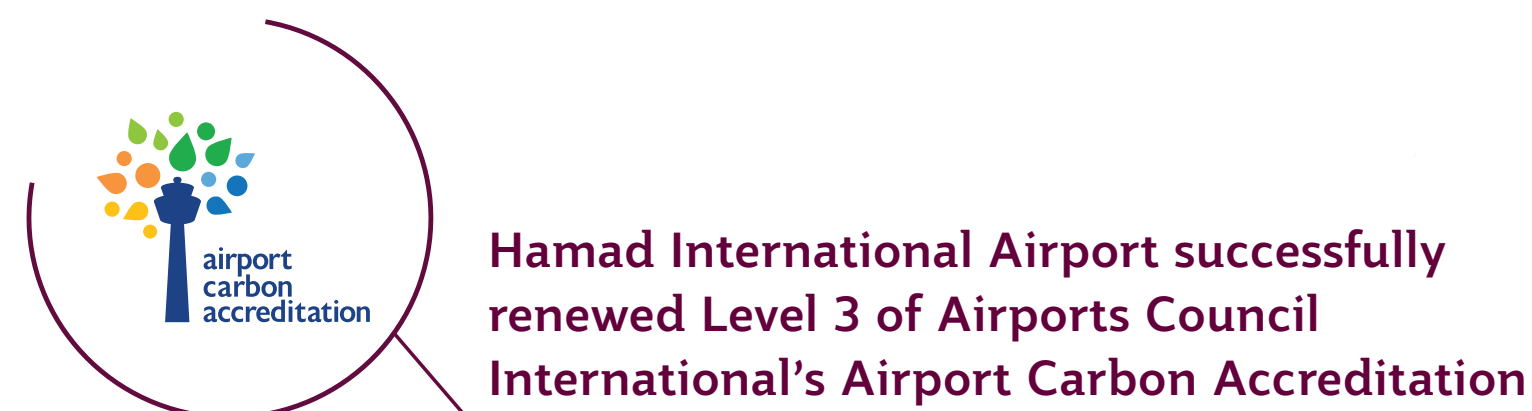 airport
carbon
accreditation
Hamad International Airport successfully
renewed Level 3 of Airports Council
International’s Airport Carbon Accreditation